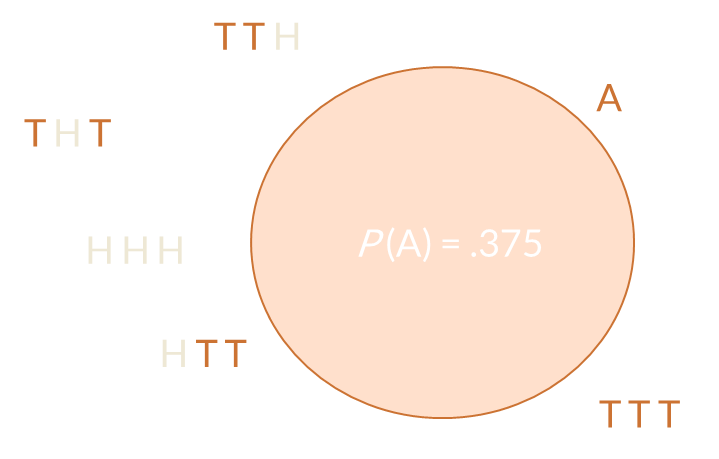 TTH
A
THT
P(A) = .375
HHH
HTT
TTT